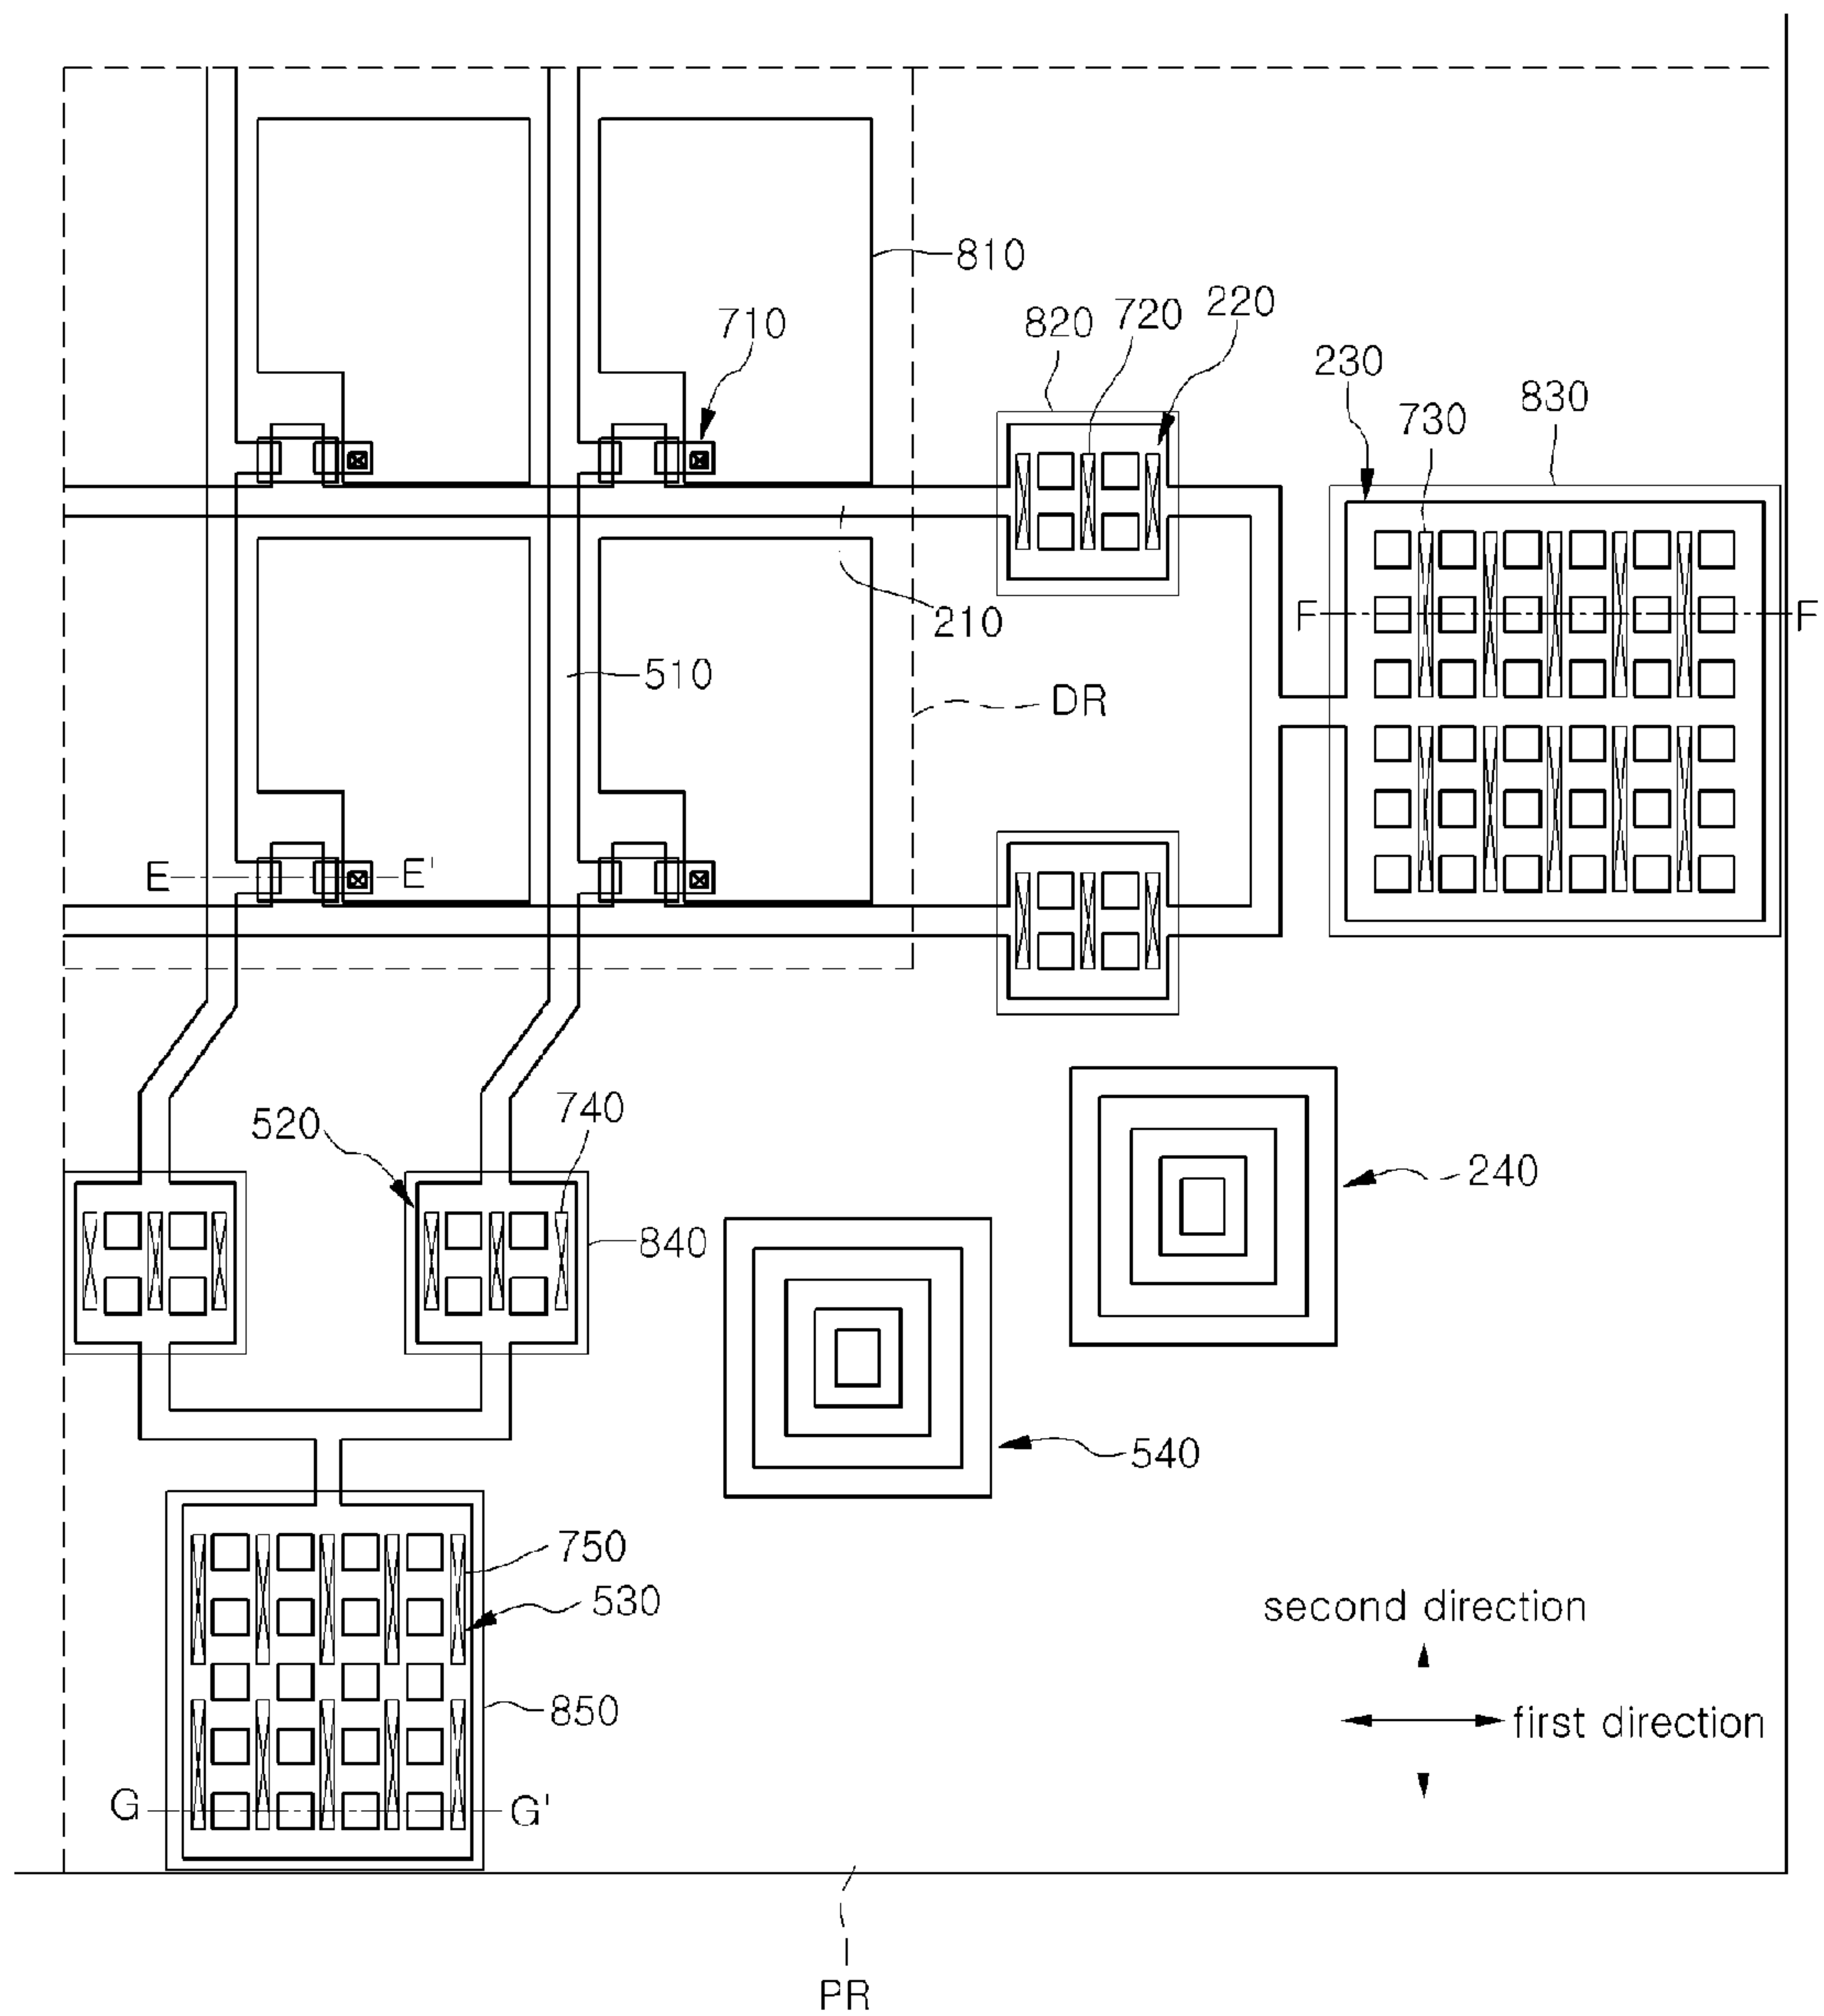 810
710
820
720
220
230
730
830
210
F
F
510
DR
E
E'
520
740
240
840
540
750
530
second direction
850
first direction
G
G'
PR